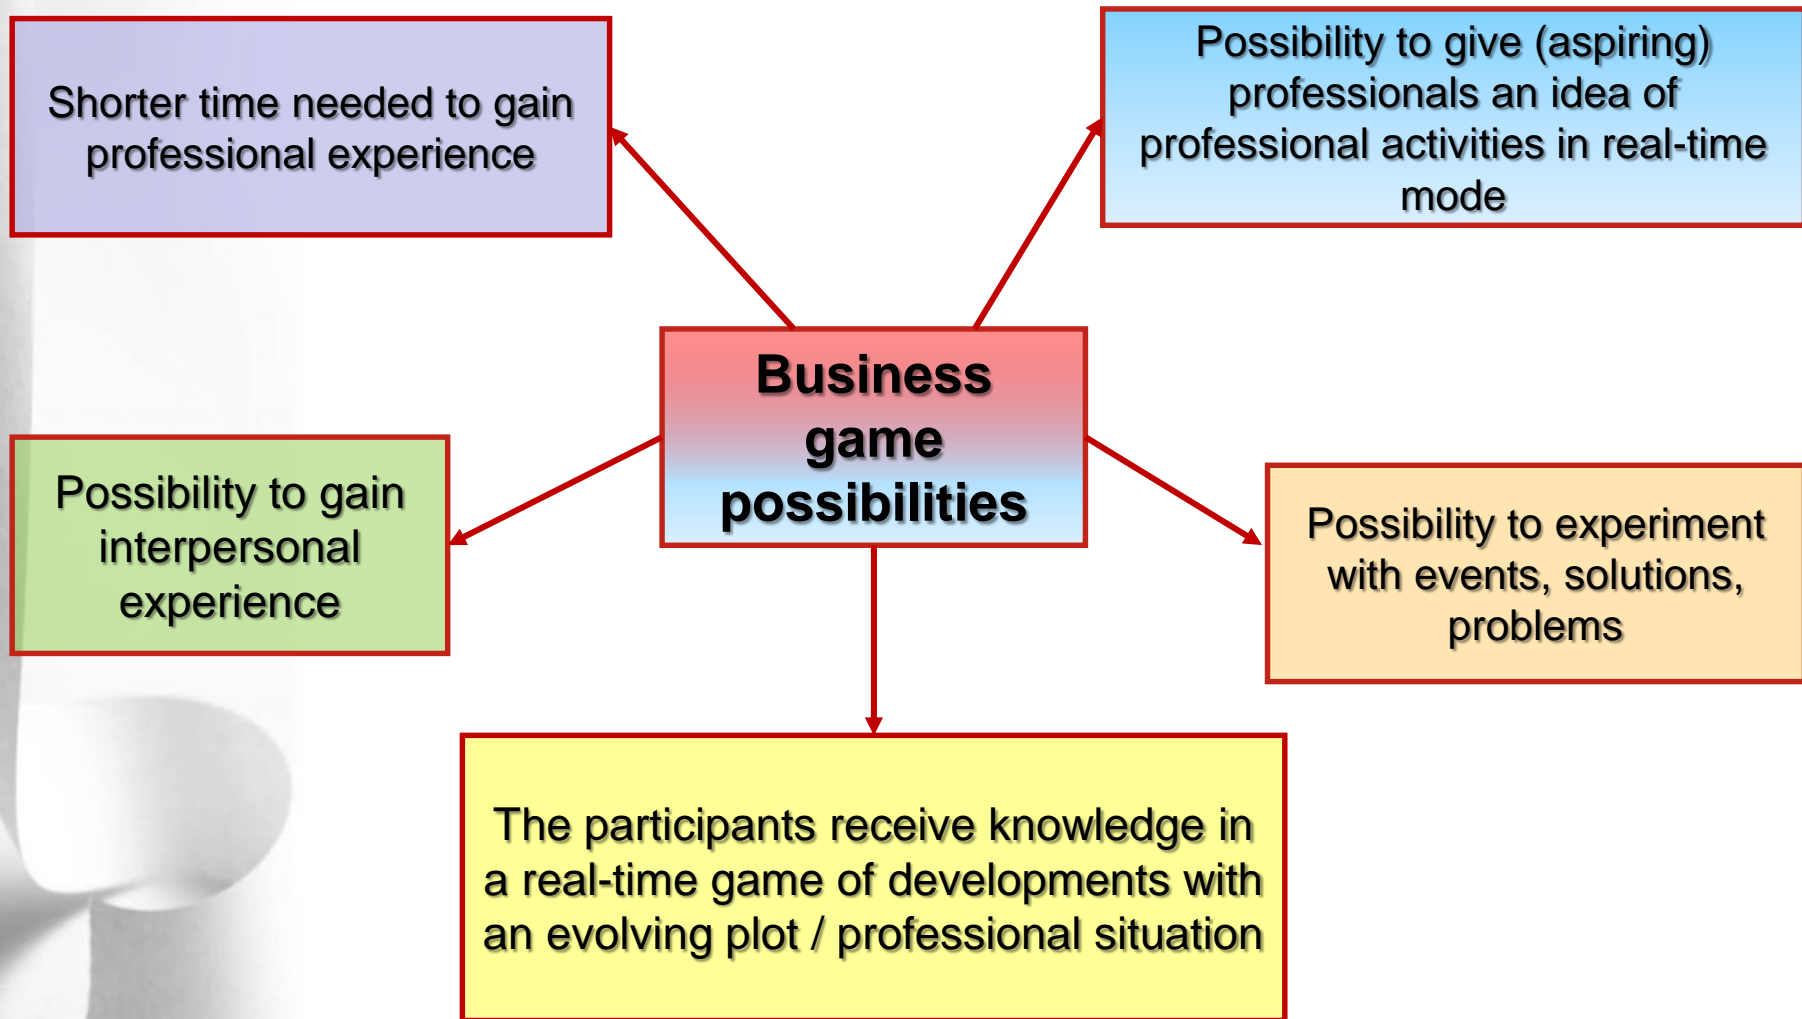 Shorter time needed to gain
professional experience
Possibility to give (aspiring)
professionals an idea of
professional activities in real-time
mode
Business
game
possibilities
Possibility to gain
interpersonal
experience
Possibility to experiment
with events, solutions,
problems
The participants receive knowledge in
a real-time game of developments with
an evolving plot / professional situation